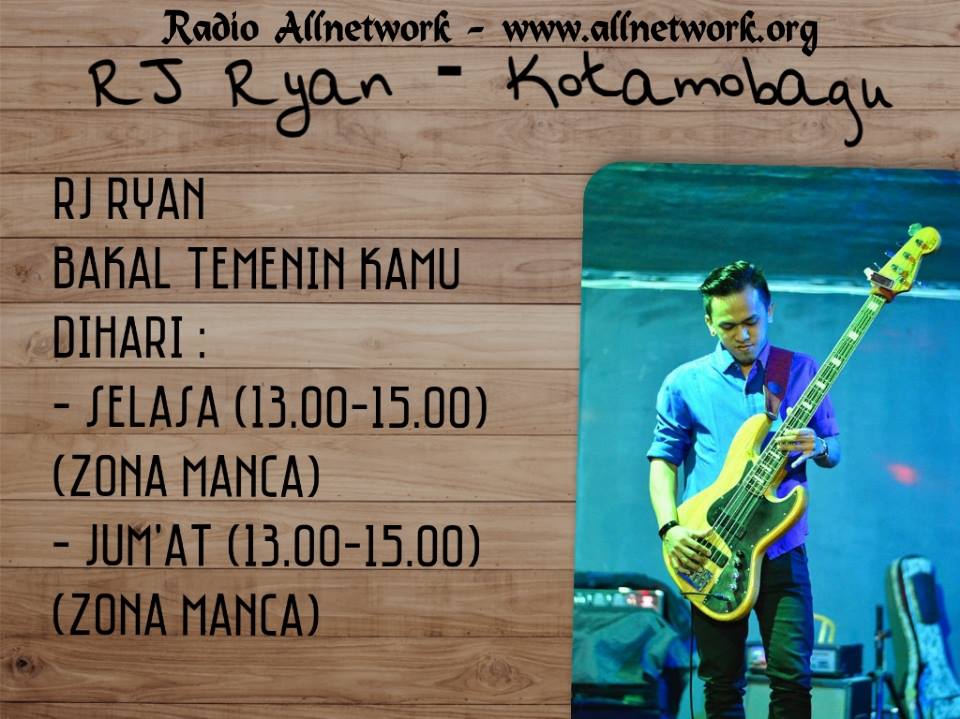 Radio Allnetwork - www.allnetwork.org
RJ Ryan - Kotamobagu
RJ RYAN
BAKAL TEMENIN KAMU
DIHARI :
- SELASA (13.00-15.00)
(ZONA MANCA)
- JUM'AT (13.00-15.00)
(ZONA MANCA)